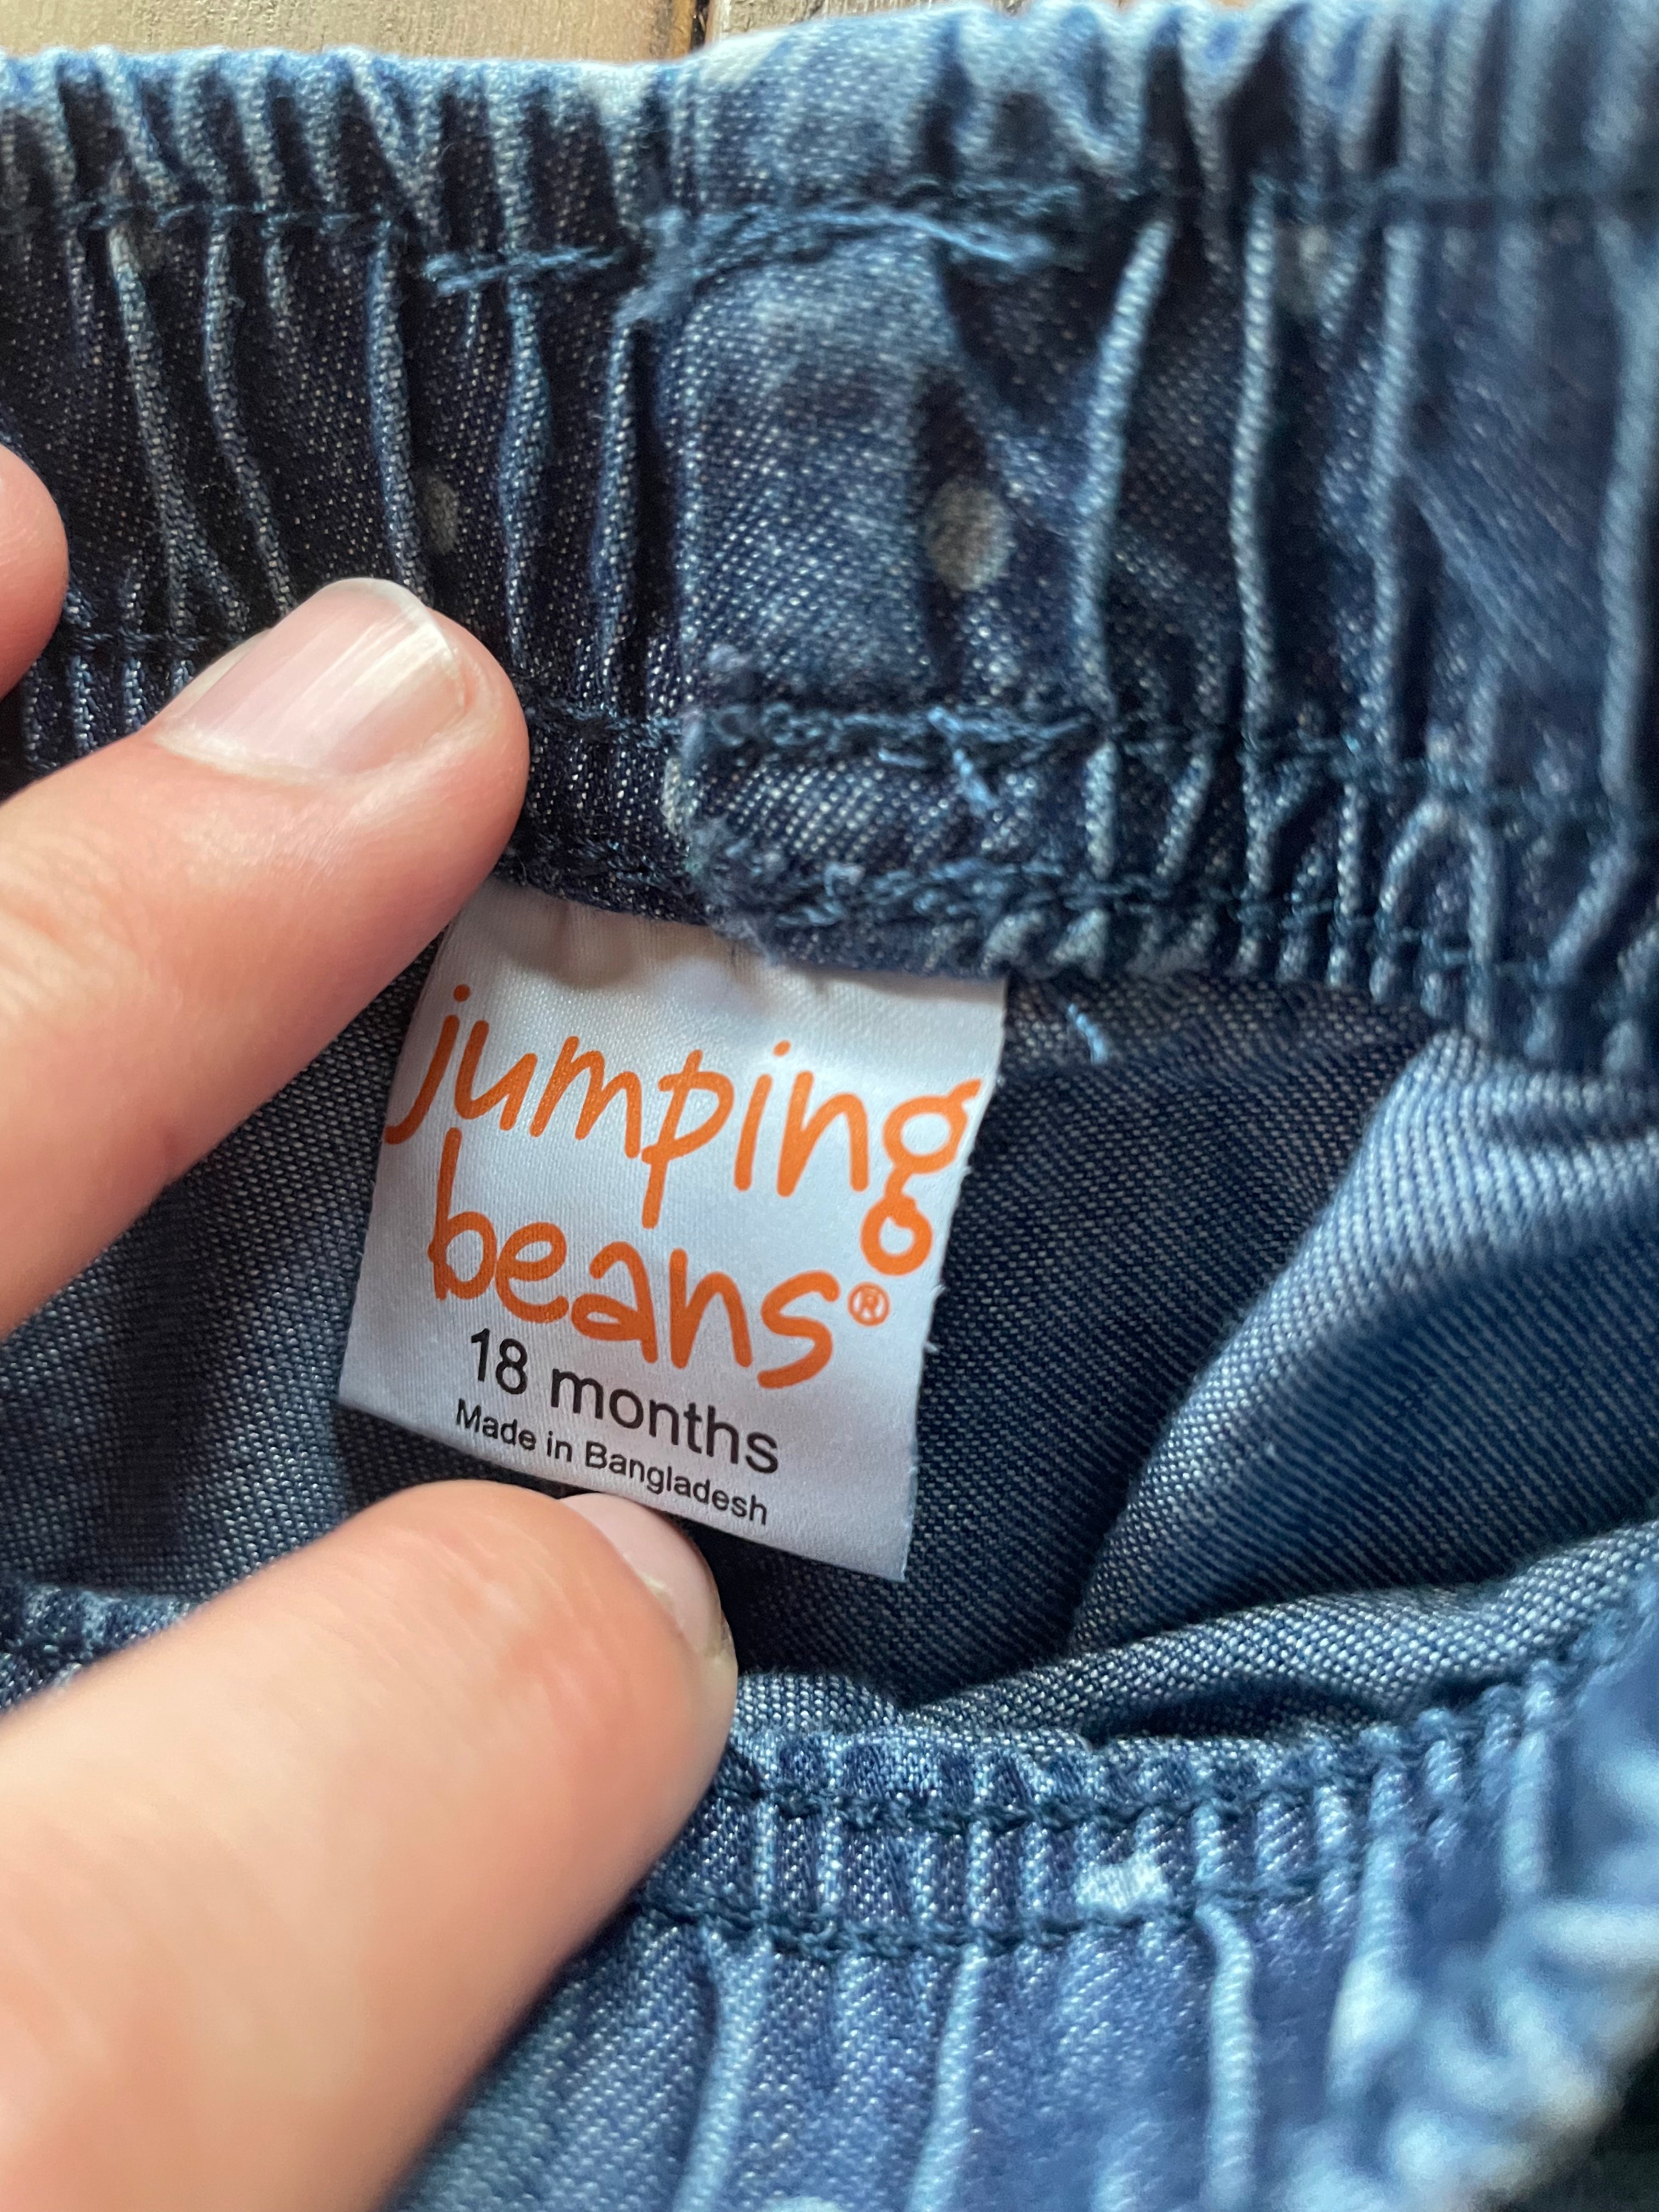 jumping
beans®
18 months
Made in Bangladesh